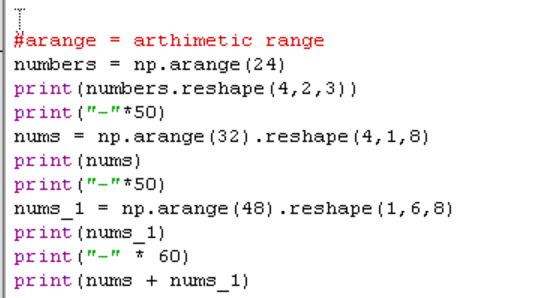 #arange = arthimetic range
numbers = np.arange(24)
print(numbers.reshape(4,2,3))
print("-"*50)
nums = np.arange(32).reshape(4,1,8)
print(nums)
print("-"*50)
nums_1 = np.arange(48).reshape(1,6,8)
print(nums_1)
print("-" * 60)
print(nums + nums_1)